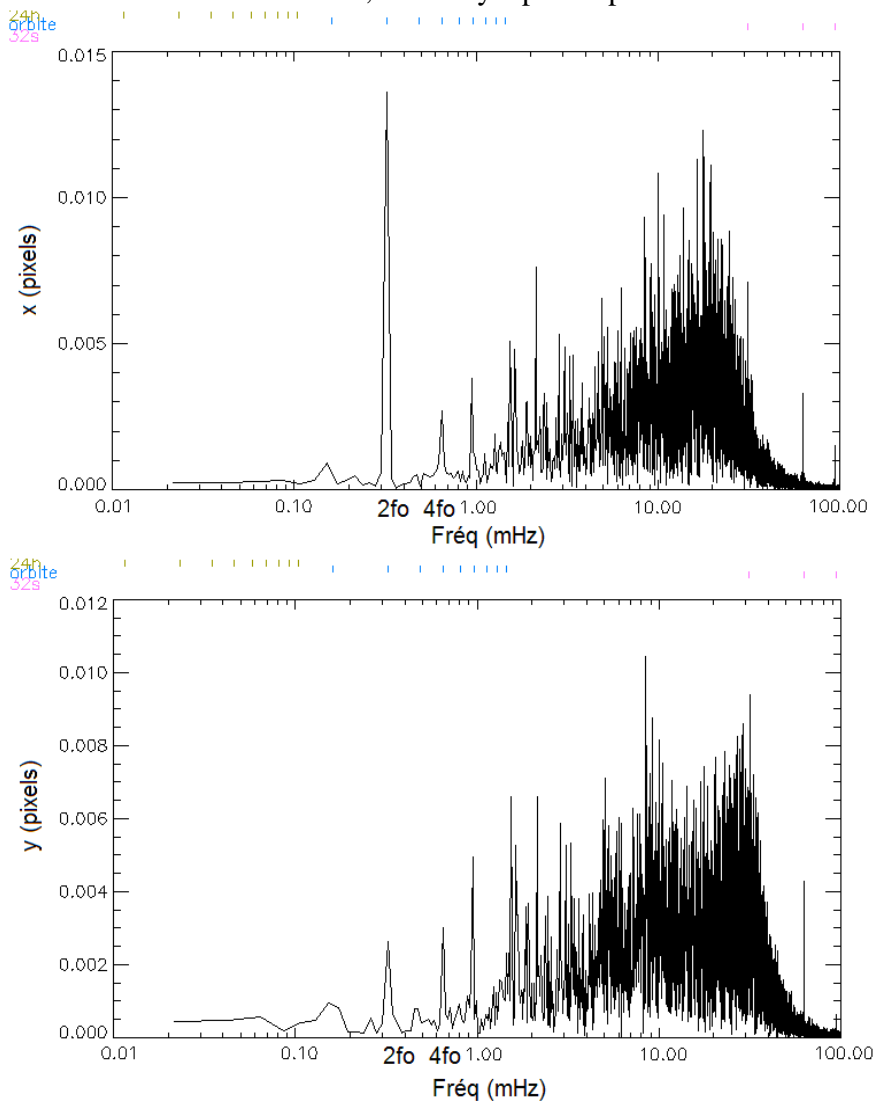 24h
orbite
32s
0.015
0.010
x (pixels)
0.005
0.000
0.01 0.10 2fo 4fo 1.00 10.00 100.00
Fréq (mHz)
24h
orbite
32s
0.012
0.010
0.008
y (pixels)
0.006
0.004
0.002
0.000
0.01 0.10 2fo 4fo 1.00 10.00 100.00
Fréq (mHz)